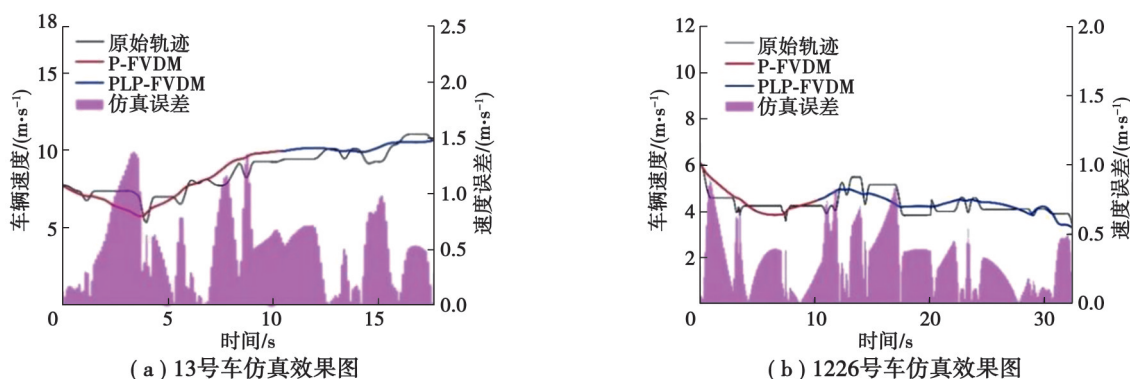 18
15
10
5
车辆速度/(m·s⁻¹)
原始轨迹
P-FVDM
PLP-FVDM
仿真误差
2.5
2.0
1.5
1.0
0.5
0.0
速度误差/(m·s⁻¹)
0 5 10 15
时间/s
(a) 13号车仿真效果图
12
10
8
6
4
2
车辆速度/(m·s⁻¹)
原始轨迹
P-FVDM
PLP-FVDM
仿真误差
2.0
1.5
1.0
0.5
0.0
速度误差/(m·s⁻¹)
0 10 20 30
时间/s
(b) 1226号车仿真效果图